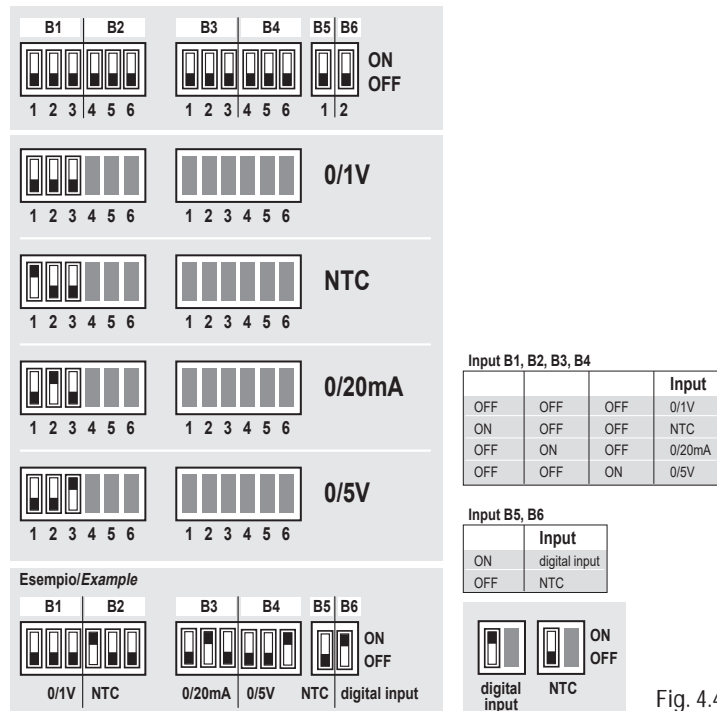 B1 B2 B3 B4 B5 B6
ON
OFF
1 2 3 4 5 6 1 2 3 4 5 6 1 2
0/1V
1 2 3 4 5 6 1 2 3 4 5 6
NTC
1 2 3 4 5 6 1 2 3 4 5 6
0/20mA
1 2 3 4 5 6 1 2 3 4 5 6
0/5V
1 2 3 4 5 6 1 2 3 4 5 6
Esempio/Example
B1 B2 B3 B4 B5 B6
ON
OFF
0/1V NTC 0/20mA 0/5V NTC digital input
Input B1, B2, B3, B4
Input
OFF OFF OFF 0/1V
ON OFF OFF NTC
OFF ON OFF 0/20mA
OFF OFF ON 0/5V
Input B5, B6
Input
ON digital input
OFF NTC
ON
OFF
digital NTC
input
Fig. 4.4